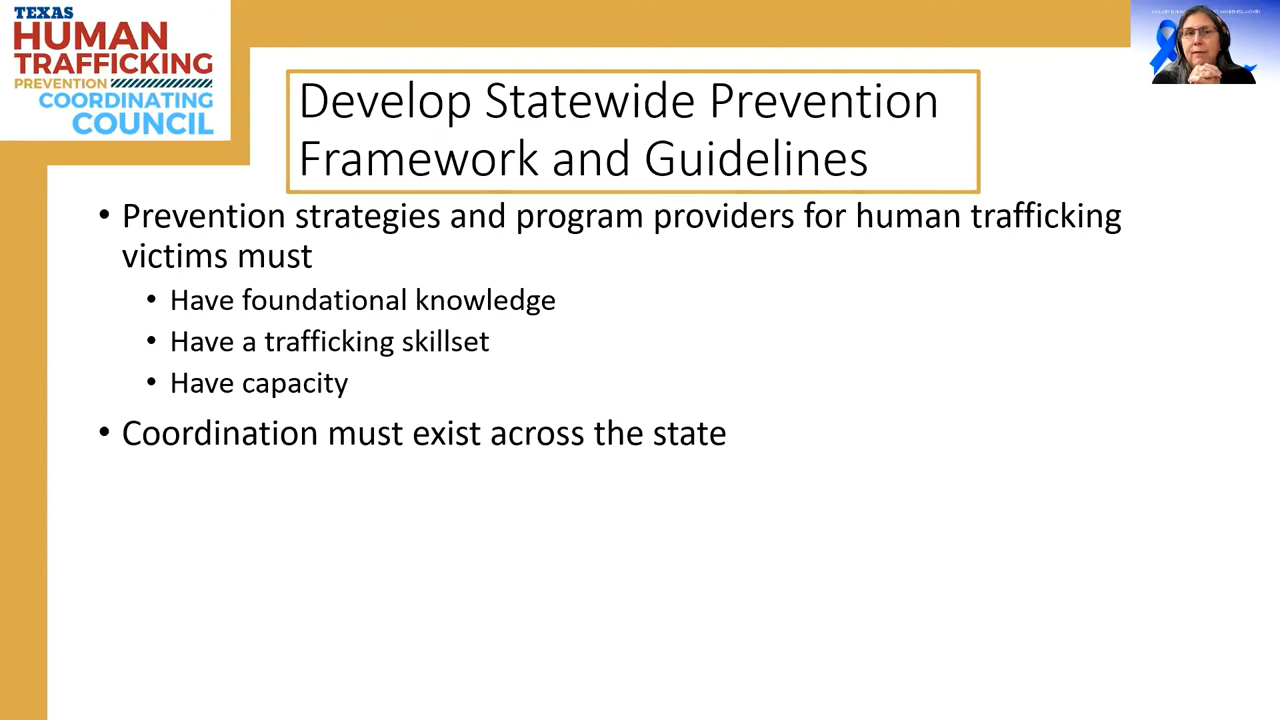 TEXAS
HUMAN
TRAFFICKING
PREVENTION
COORDINATING
COUNCIL
Develop Statewide Prevention
Framework and Guidelines
• Prevention strategies and program providers for human trafficking
victims must
• Have foundational knowledge
• Have a trafficking skillset
• Have capacity
• Coordination must exist across the state